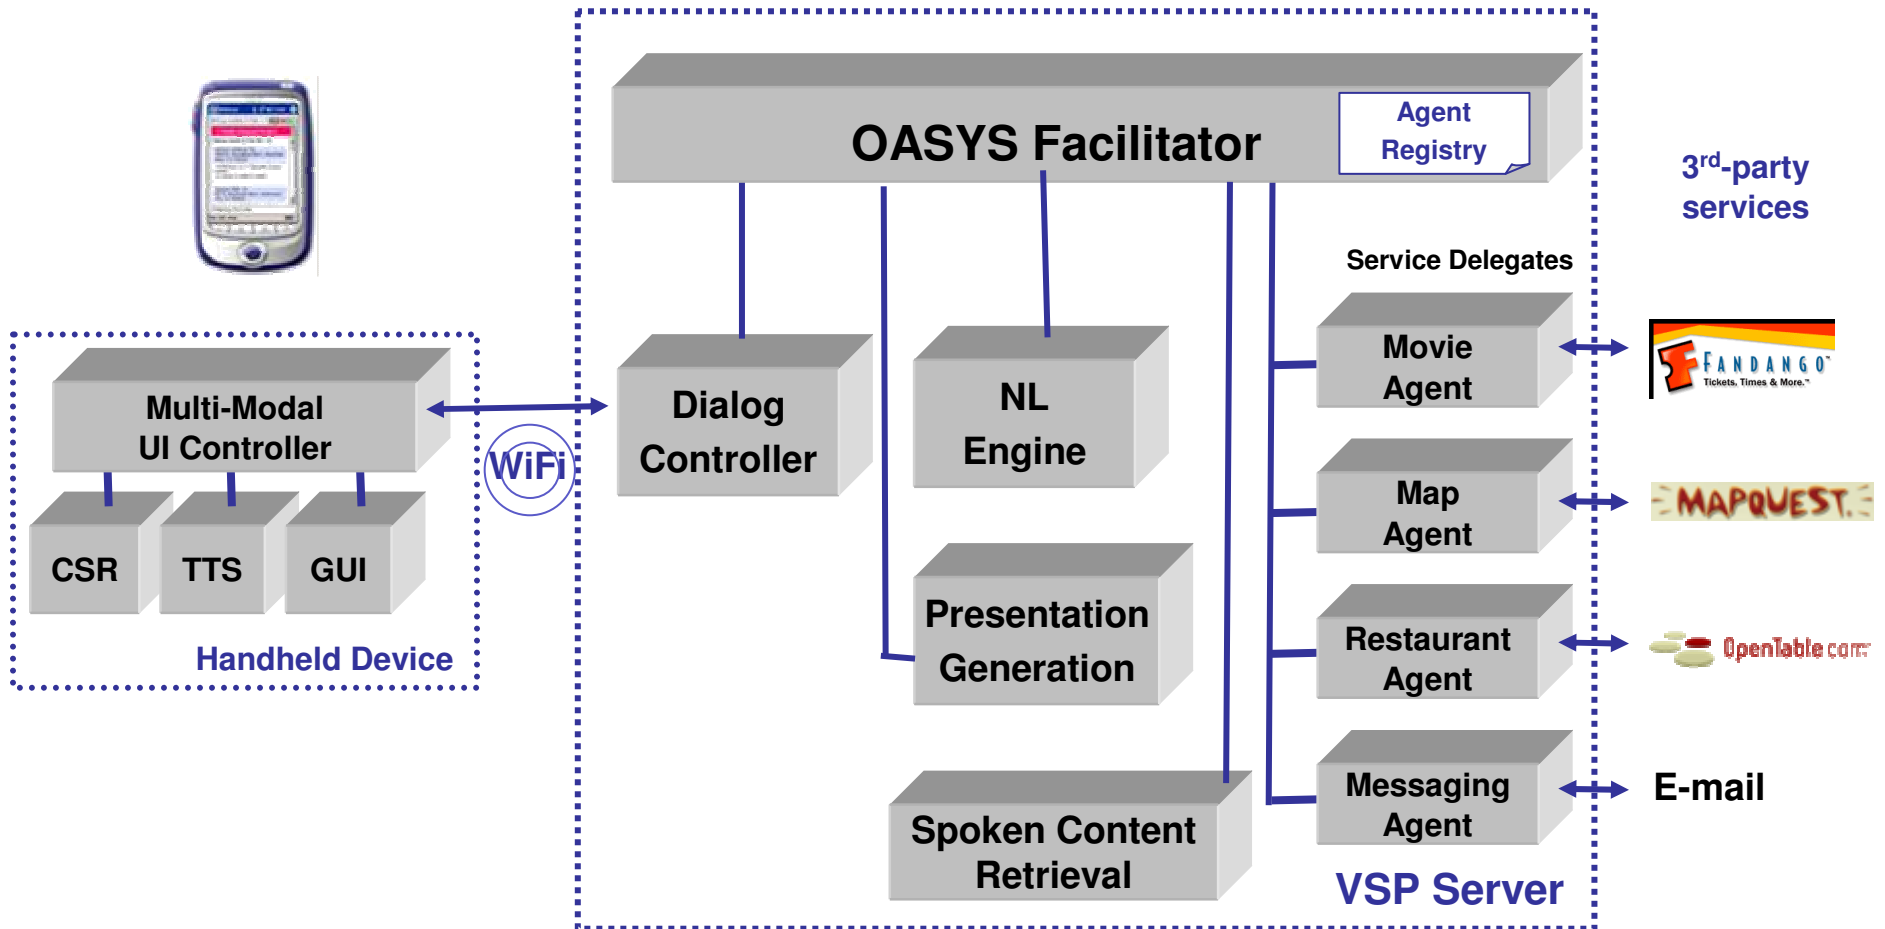 OASYS Facilitator
Agent
Registry
3rd-party
services
Service Delegates
Multi-Modal
UI Controller
CSR
TTS
GUI
Handheld Device
WiFi
Dialog
Controller
NL
Engine
Presentation
Generation
Spoken Content
Retrieval
Movie
Agent
Map
Agent
Restaurant
Agent
Messaging
Agent
VSP Server
FANDANGO™
Tickets, Times & More.™
MAPQUEST.
OpenTable.com
E-mail